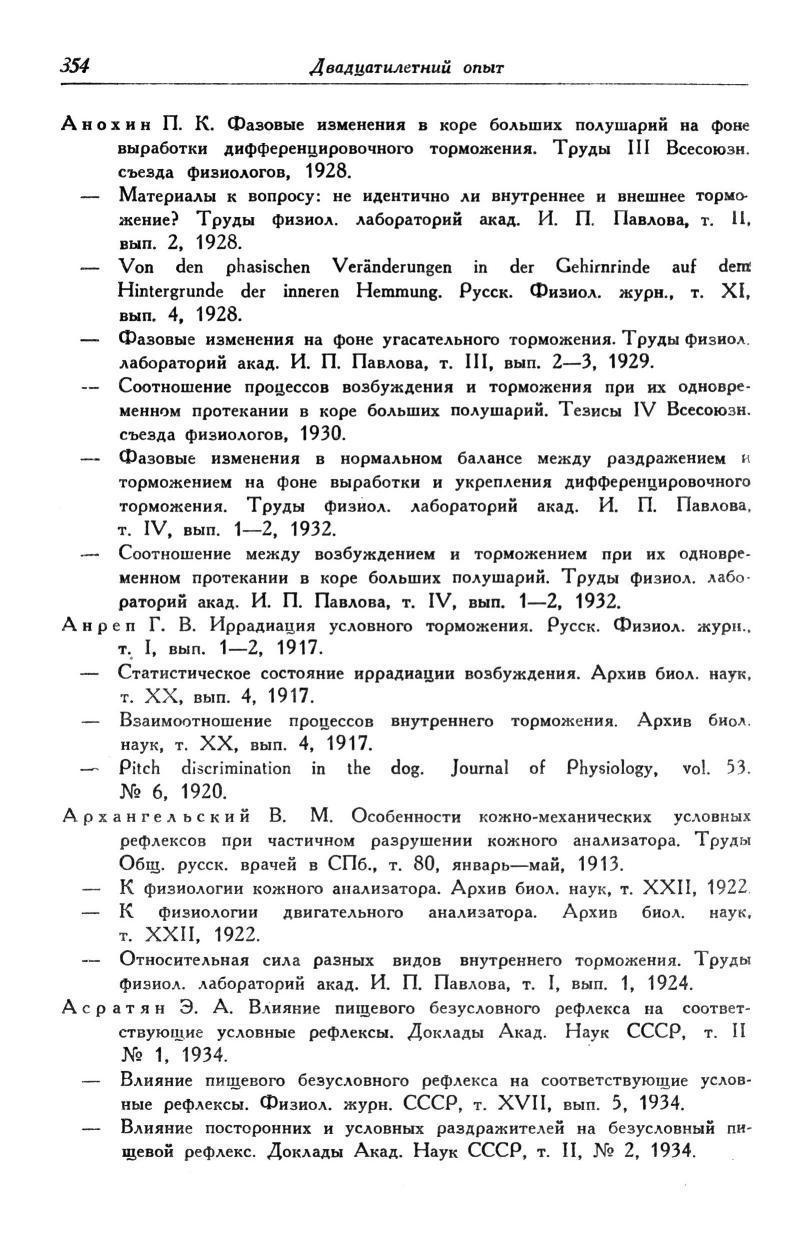 354 Двадцатилетний опыт
Анохин П. К. Фазовые изменения в коре больших полушарий на фоне
выработки дифференцировочного торможения. Труды III Всесоюзн.
съезда физиологов, 1928.
— Материалы к вопросу: не идентично ли внутреннее и внешнее тормо-
жение? Труды физиол. лабораторий акад. И. П. Павлова, т. II,
вып. 2, 1928.
— Von den phasischen Veränderungen in der Gehirnrinde auf dem
Hintergrunde der inneren Hemmung. Русск. Физиол. журн., т. XI,
вып. 4, 1928.
— Фазовые изменения на фоне угасательного торможения. Труды физиол.
лабораторий акад. И. П. Павлова, т. III, вып. 2—3, 1929.
— Соотношение процессов возбуждения и торможения при их одновре-
менном протекании в коре больших полушарий. Тезисы IV Всесоюзн.
съезда физиологов, 1930.
— Фазовые изменения в нормальном балансе между раздражением и
торможением на фоне выработки и укрепления дифференцировочного
торможения. Труды физиол. лабораторий акад. И. П. Павлова,
т. IV, вып. 1—2, 1932.
— Соотношение между возбуждением и торможением при их одновре-
менном протекании в коре больших полушарий. Труды физиол. лабо-
раторий акад. И. П. Павлова, т. IV, вып. 1—2, 1932.
Анреп Г. В. Иррадиация условного торможения. Русск. Физиол. журн.,
т. I, вып. 1—2, 1917.
— Статистическое состояние иррадиации возбуждения. Архив биол. наук,
т. XX, вып. 4, 1917.
— Взаимоотношение процессов внутреннего торможения. Архив биол.
наук, т. XX, вып. 4, 1917.
— Pitch discrimination in the dog. Journal of Physiology, vol. 53.
№ 6, 1920.
Архангельский В. М. Особенности кожно-механических условных
рефлексов при частичном разрушении кожного анализатора. Труды
Общ. русск. врачей в СПб., т. 80, январь—май, 1913.
— К физиологии кожного анализатора. Архив биол. наук, т. XXII, 1922.
— К физиологии двигательного анализатора. Архив биол. наук,
т. XXII, 1922.
— Относительная сила разных видов внутреннего торможения. Труды
физиол. лабораторий акад. И. П. Павлова, т. I, вып. 1, 1924.
Асратян Э. А. Влияние пищевого безусловного рефлекса на соответ-
ствующие условные рефлексы. Доклады Акад. Наук СССР, т. II
№ 1, 1934.
— Влияние пищевого безусловного рефлекса на соответствующие услов-
ные рефлексы. Физиол. журн. СССР, т. XVII, вып. 5, 1934.
— Влияние посторонних и условных раздражителей на безусловный пи-
щевой рефлекс. Доклады Акад. Наук СССР, т. II, № 2, 1934.